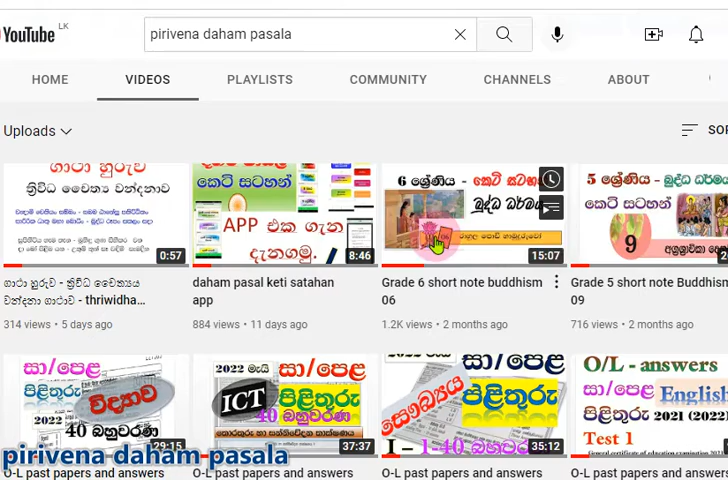 YouTube LK
pirivena daham pasala
HOME
VIDEOS
PLAYLISTS
COMMUNITY
CHANNELS
ABOUT
Uploads
ගාථා හුරුව
ත්‍රිවිධ චෛත්‍ය වන්දනාව
0:57
කෙටි සටහන්
APP එක ගැන
දැනගමු.
8:46
6 ශ්‍රේණිය - කෙටි සටහන
බුද්ධ ධර්මය
15:07
5 ශ්‍රේණිය - බුද්ධ ධර්
කෙටි සටහන්
9
ගාථා හුරුව - ත්‍රිවිධ චෛත්‍යය
වන්දනා ගාථාව - thriwidha...
314 views • 5 days ago
daham pasal keti satahan
app
884 views • 11 days ago
Grade 6 short note buddhism
06
1.2K views • 2 months ago
Grade 5 short note Buddhism
09
716 views • 2 months ago
සා/පෙළ
පිළිතුරු
විද්‍යාව
2022
40 බහුවරණ
29:15
2022 මැයි සා/පෙළ
ICT පිළිතුරු
40 බහුවරණ
37:37
සා/පෙළ
සෞඛ්‍යය පිළිතුරු
I - 1-40 බහුවරණ
35:12
O/L - answers
සා/පෙළ English
පිළිතුරු 2021 (2022
Test 1
pirivena daham pasala
O-L past papers and answers
O-L past papers and answers
O-L past papers and answers
O-L past papers and answers